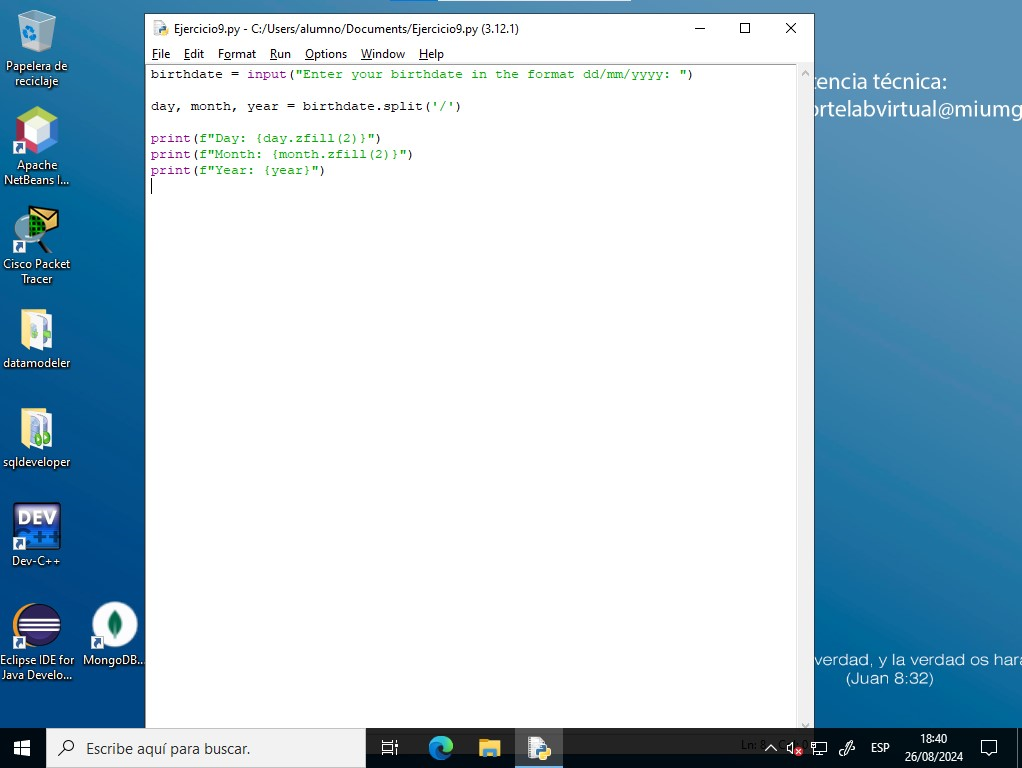 Papelera de
reciclaje
Apache
NetBeans I...
Cisco Packet
Tracer
datamodeler
sqldeveloper
DEV
C++
Dev-C++
Eclipse IDE for
Java Develo...
MongoDB...
Ejercicio9.py - C:/Users/alumno/Documents/Ejercicio9.py (3.12.1)
File Edit Format Run Options Window Help
birthdate = input("Enter your birthdate in the format dd/mm/yyyy: ")
day, month, year = birthdate.split('/')
print(f"Day: {day.zfill(2)}")
print(f"Month: {month.zfill(2)}")
print(f"Year: {year}")
tencia técnica:
ortelabvirtual@miumg
verdad, y la verdad os hará
(Juan 8:32)
Escribe aquí para buscar.
Ln: 8
ESP
18:40
26/08/2024